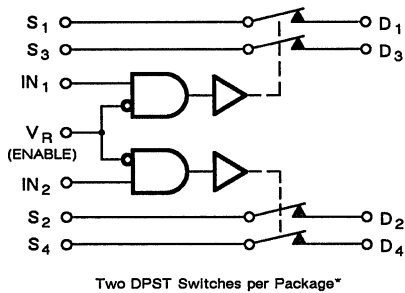 S1 D1
S3 D3
IN1
VR
(ENABLE)
IN2
S2 D2
S4 D4
Two DPST Switches per Package*